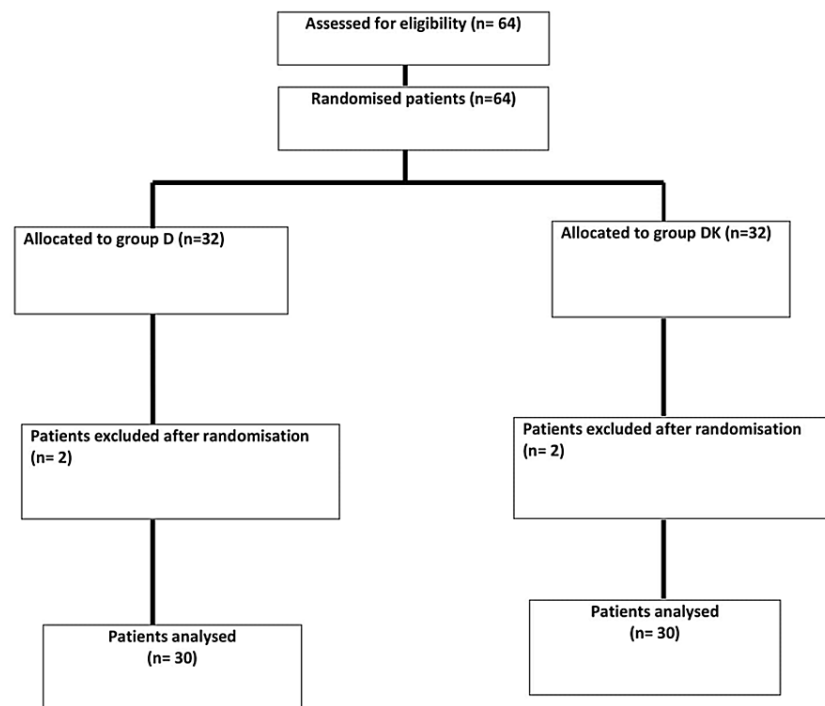 Assessed for eligibility (n= 64)
Randomised patients (n=64)
Allocated to group D (n=32)
Allocated to group DK (n=32)
Patients excluded after randomisation
(n= 2)
Patients excluded after randomisation
(n= 2)
Patients analysed
(n= 30)
Patients analysed
(n= 30)